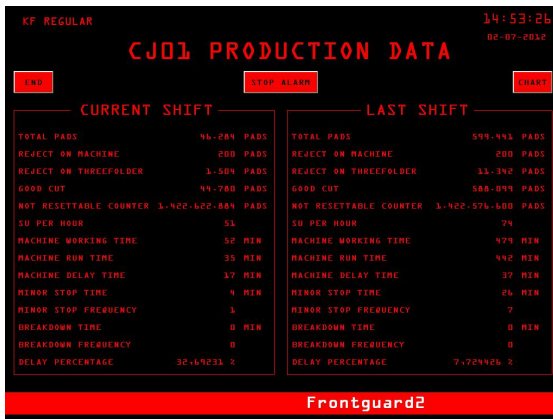 KF REGULAR
14:53:26
02-07-2012
CJ01 PRODUCTION DATA
END
STOP ALARM
CHART
CURRENT SHIFT
TOTAL PADS 46.284 PADS
REJECT ON MACHINE 200 PADS
REJECT ON THREEFOLDER 1.504 PADS
GOOD CUT 44.780 PADS
NOT RESETTABLE COUNTER 1.422.622.884 PADS
SU PER HOUR 51
MACHINE WORKING TIME 52 MIN
MACHINE RUN TIME 35 MIN
MACHINE DELAY TIME 17 MIN
MINOR STOP TIME 4 MIN
MINOR STOP FREQUENCY 1
BREAKDOWN TIME 0 MIN
BREAKDOWN FREQUENCY 0
DELAY PERCENTAGE 32,69231 %
LAST SHIFT
TOTAL PADS 599.441 PADS
REJECT ON MACHINE 200 PADS
REJECT ON THREEFOLDER 11.342 PADS
GOOD CUT 588.099 PADS
NOT RESETTABLE COUNTER 1.422.576.600 PADS
SU PER HOUR 74
MACHINE WORKING TIME 479 MIN
MACHINE RUN TIME 442 MIN
MACHINE DELAY TIME 37 MIN
MINOR STOP TIME 26 MIN
MINOR STOP FREQUENCY 7
BREAKDOWN TIME 0 MIN
BREAKDOWN FREQUENCY 0
DELAY PERCENTAGE 7,724426 %
Frontguard2